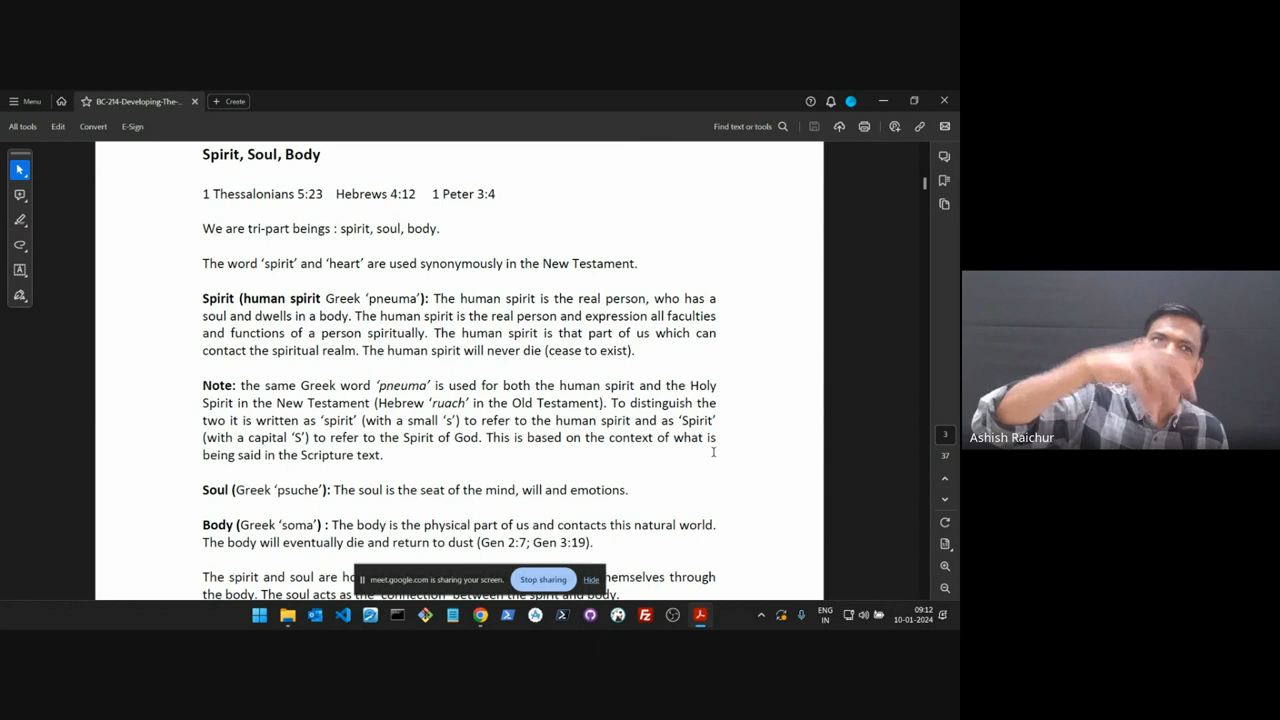 Menu
BC-214-Developing-The-...
Create
All tools
Edit
Convert
E-Sign
Find text or tools
Spirit, Soul, Body
1 Thessalonians 5:23 Hebrews 4:12 1 Peter 3:4
We are tri-part beings : spirit, soul, body.
The word ‘spirit’ and ‘heart’ are used synonymously in the New Testament.
Spirit (human spirit Greek ‘pneuma’): The human spirit is the real person, who has a
soul and dwells in a body. The human spirit is the real person and expression all faculties
and functions of a person spiritually. The human spirit is that part of us which can
contact the spiritual realm. The human spirit will never die (cease to exist).
Note: the same Greek word ‘pneuma’ is used for both the human spirit and the Holy
Spirit in the New Testament (Hebrew ‘ruach’ in the Old Testament). To distinguish the
two it is written as ‘spirit’ (with a small ‘s’) to refer to the human spirit and as ‘Spirit’
(with a capital ‘S’) to refer to the Spirit of God. This is based on the context of what is
being said in the Scripture text.
Soul (Greek ‘psuche’): The soul is the seat of the mind, will and emotions.
Body (Greek ‘soma’) : The body is the physical part of us and contacts this natural world.
The body will eventually die and return to dust (Gen 2:7; Gen 3:19).
The spirit and soul are themselves through
the body. The soul acts as the ‘connection’ between the spirit and body.
meet.google.com is sharing your screen.
Stop sharing
Hide
3
37
Ashish Raichur
ENG
IN
09:12
10-01-2024